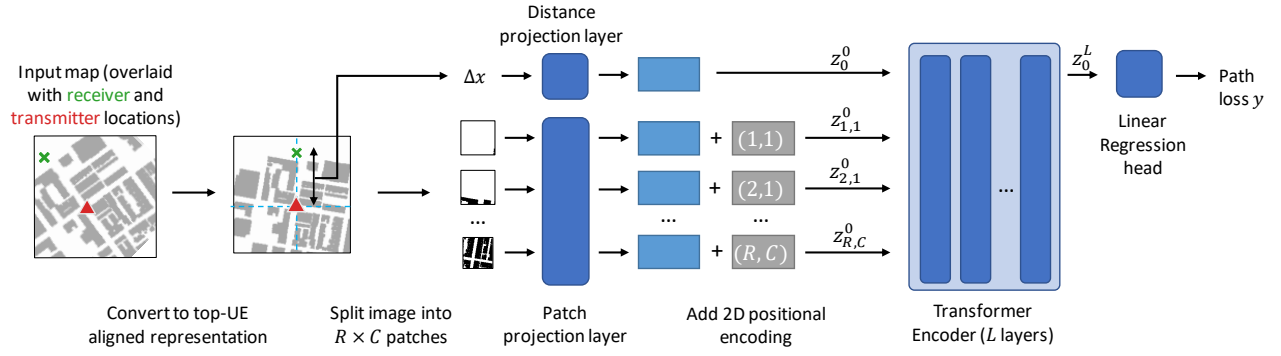 Input map (overlaid
with receiver and
transmitter locations)
Convert to top-UE
aligned representation
Split image into
R × C patches
Distance
projection layer
Δx
...
Patch
projection layer
+ (1,1)
+ (2,1)
... ...
+ (R, C)
Add 2D positional
encoding
z_0^0
z_{1,1}^0
z_{2,1}^0
z_{R,C}^0
...
Transformer
Encoder (L layers)
z_0^L
Linear
Regression
head
Path
loss y